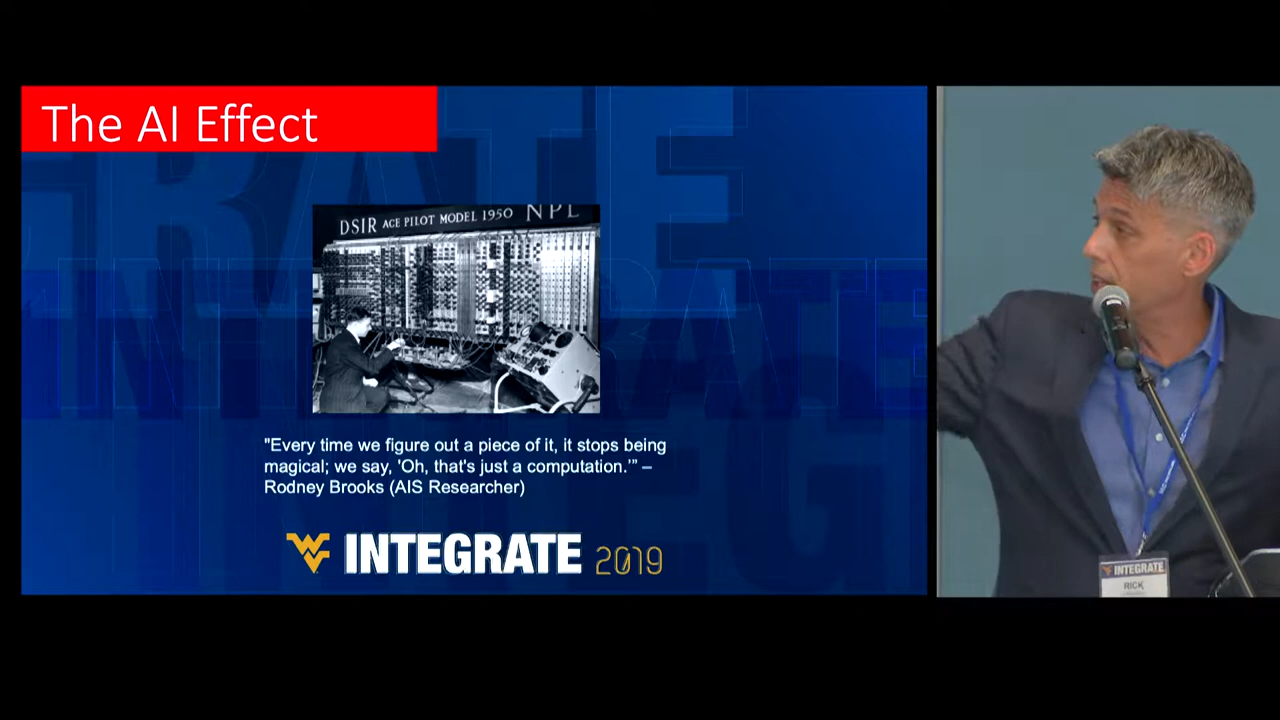 The AI Effect
DSIR ACE PILOT MODEL 1950 NPL
"Every time we figure out a piece of it, it stops being
magical; we say, 'Oh, that's just a computation.'” –
Rodney Brooks (AIS Researcher)
WV INTEGRATE 2019
INTEGRATE
RICK